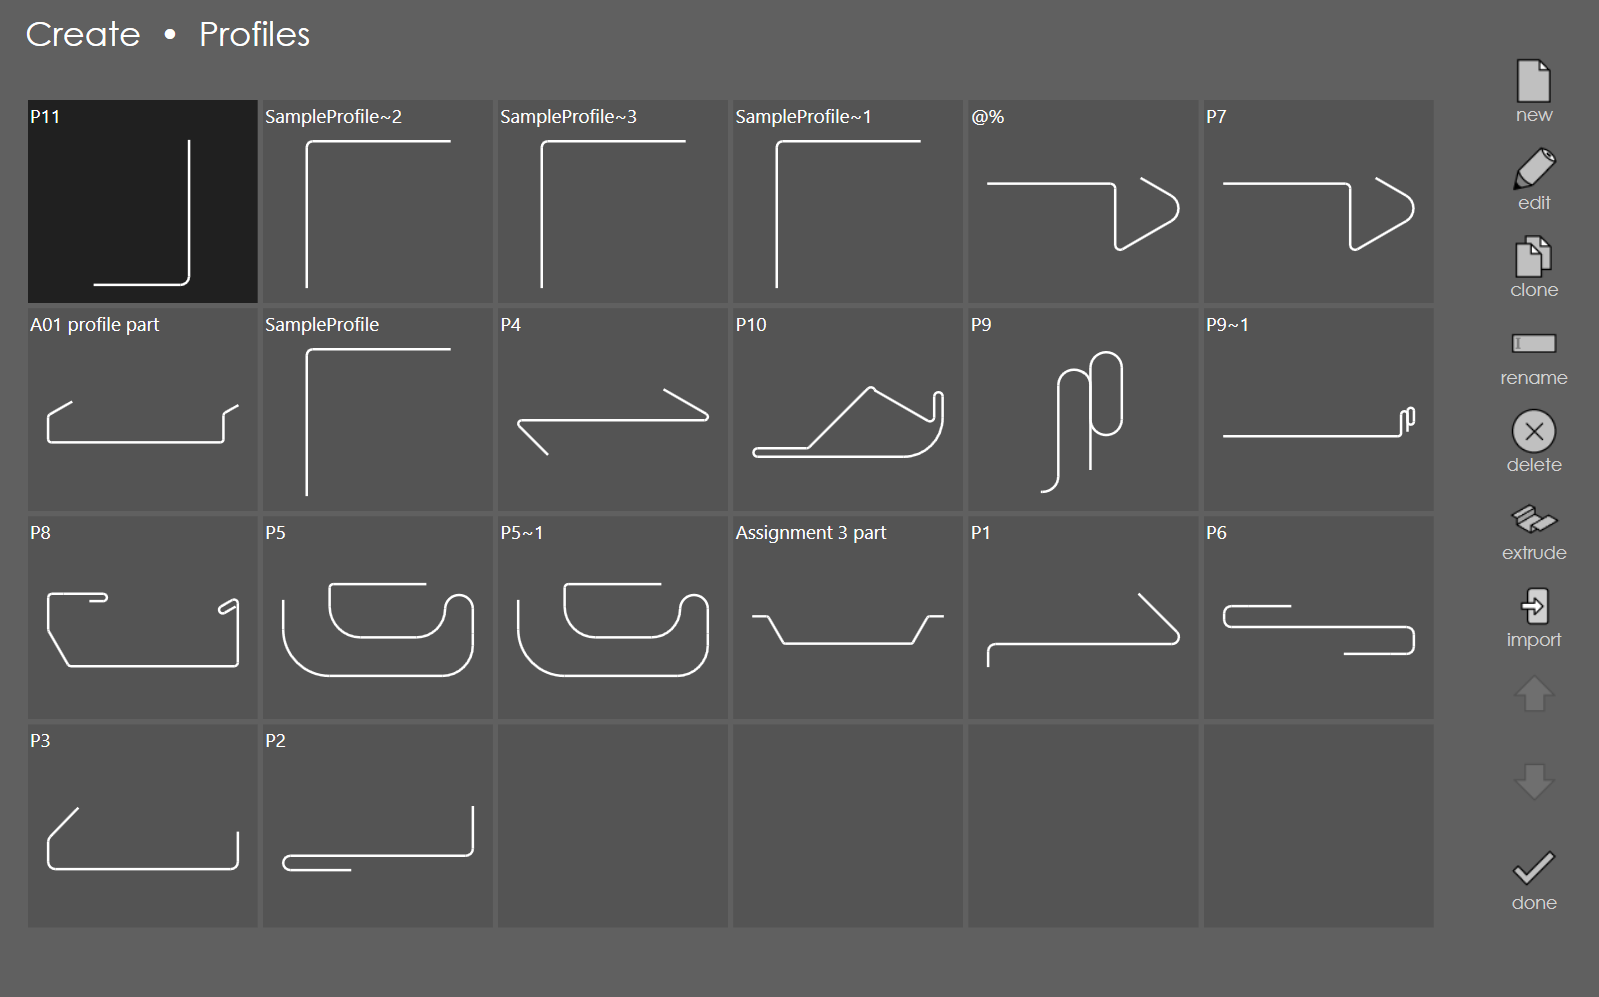 Create • Profiles
P11
SampleProfile~2
SampleProfile~3
SampleProfile~1
@%
P7
A01 profile part
SampleProfile
P4
P10
P9
P9~1
P8
P5
P5~1
Assignment 3 part
P1
P6
P3
P2
new
edit
clone
rename
delete
extrude
import
done